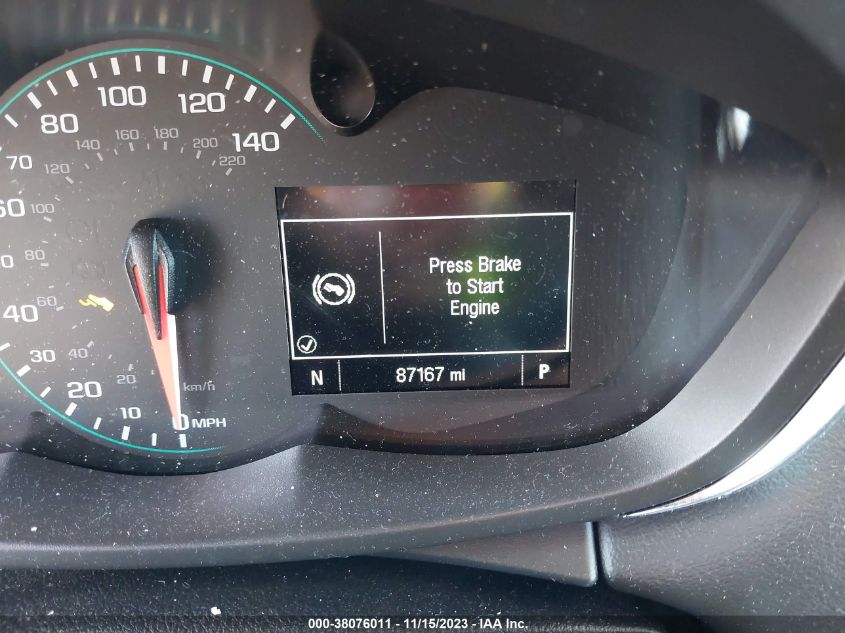 80 100 120 140
70 60 40 30 20 10 0 MPH
140 160 180 200 220
120 100 80 60 40 20 km/h
Press Brake
to Start
Engine
N 87167 mi P
000-38076011 - 11/15/2023 - IAA Inc.